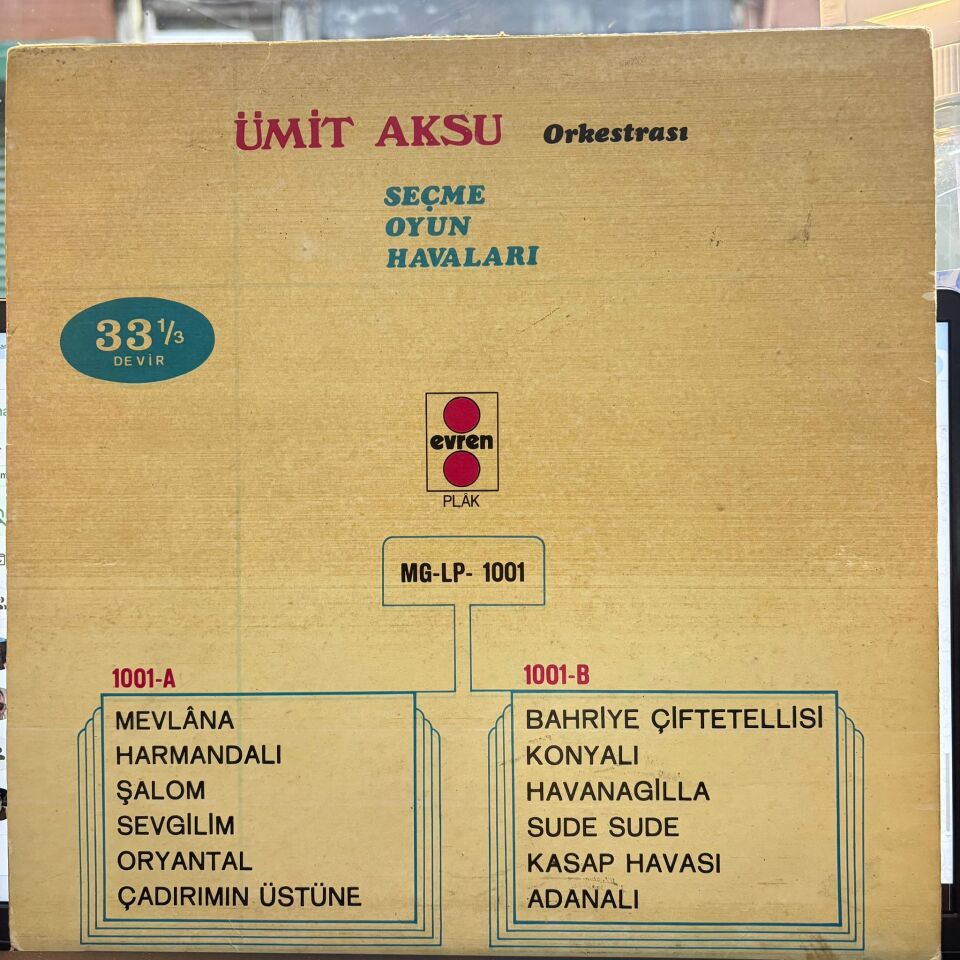 ÜMİT AKSU Orkestrası
SEÇME
OYUN
HAVALARI
33 1/3
DEVİR
evren
PLÂK
MG-LP- 1001
1001-A
MEVLÂNA
HARMANDALI
ŞALOM
SEVGİLİM
ORYANTAL
ÇADIRIMIN ÜSTÜNE
1001-B
BAHRİYE ÇİFTETELLİSİ
KONYALI
HAVANAGİLLA
SUDE SUDE
KASAP HAVASI
ADANALI